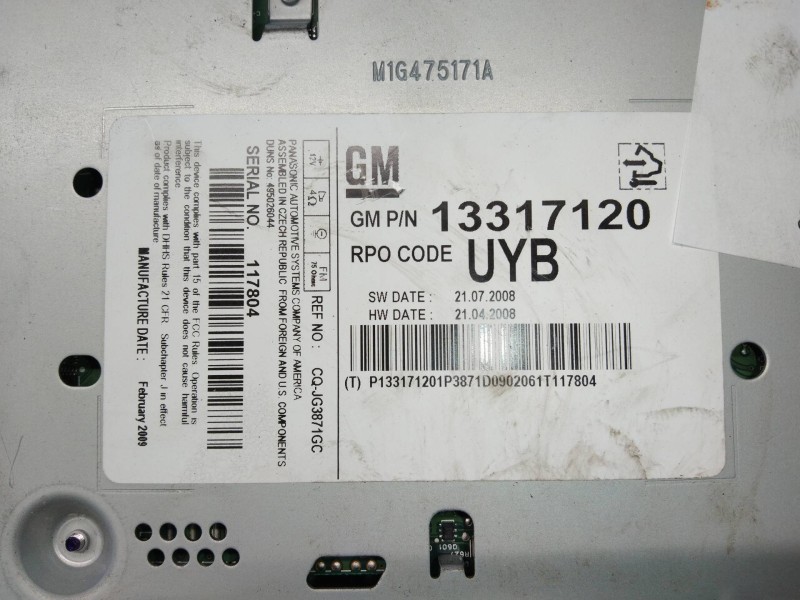 M1G475171A
GM
GM P/N 13317120
RPO CODE UYB
SW DATE : 21.07.2008
HW DATE : 21.04.2008
(T) P133171201P3871D0902061T117804
+ 12V
4Ω
FM 75 Ohms
REF NO : CQ-JG3871GC
PANASONIC AUTOMOTIVE SYSTEMS COMPANY OF AMERICA
ASSEMBLED IN CZECH REPUBLIC FROM FOREIGN AND U.S. COMPONENTS
DUNS No: 495026044
SERIAL NO. 117804
This device complies with part 15 of the FCC Rules Operation is
subject to the condition that this device does not cause harmful
interference
Product complies with DHHS Rules 21 CFR Subchapter J in effect
as of date of manufacture
MANUFACTURE DATE : February 2009